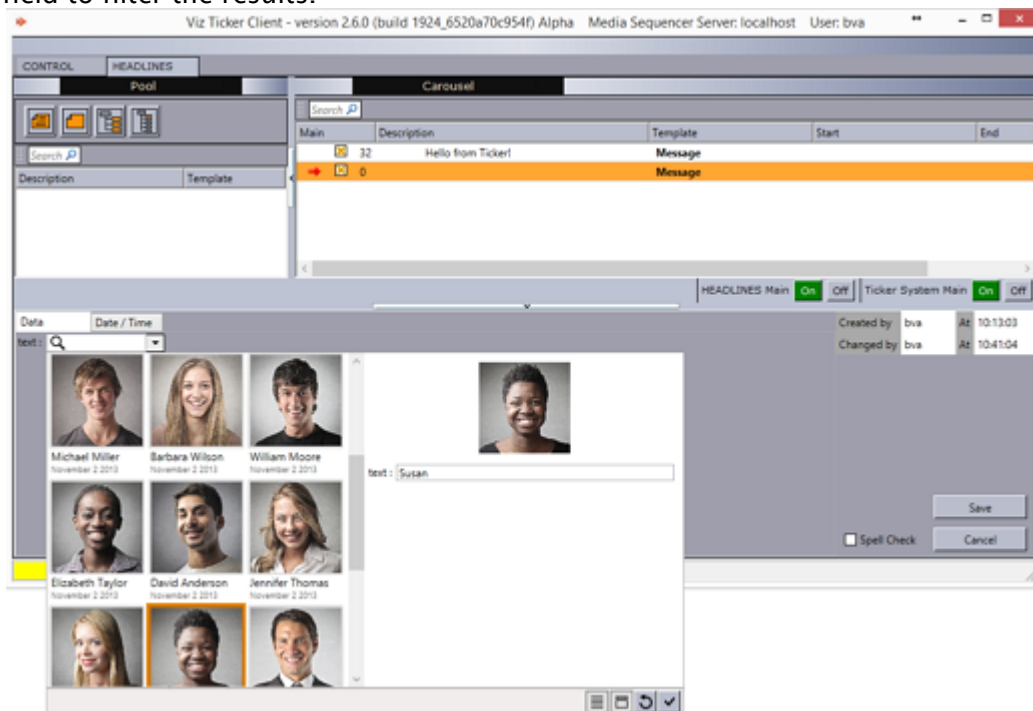 field to filter the results.
Viz Ticker Client - version 2.6.0 (build 1924_6520a70c954f) Alpha Media Sequencer Server: localhost User: bva
CONTROL HEADLINES
Pool Carousel
Search
Main Description Template Start End
32 Hello from Ticker! Message
Search
0 Message
Description Template
HEADLINES Main On Off Ticker System Main On Off
Data Date / Time Created by bva At 10:13:03
text: Changed by bva At 10:41:04
Michael Miller Barbara Wilson William Moore
November 2 2013 November 2 2013 November 2 2013
text: Susan
Save
Spell Check Cancel
Elizabeth Taylor David Anderson Jennifer Thomas
November 2 2013 November 2 2013 November 2 2013